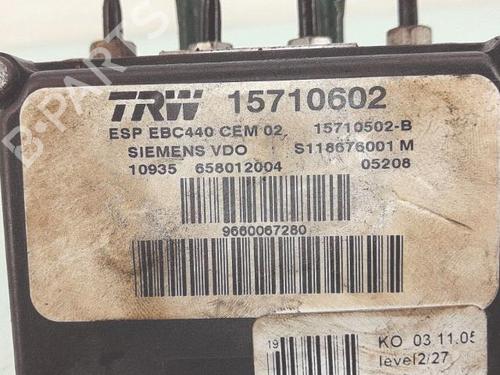 B-PARTS
TRW 15710602
ESP EBC440 CEM 02 15710502-B
SIEMENS VDO S118676001 M
10935 658012004 05208
9660067280
19 KO 03.11.05
level2/27